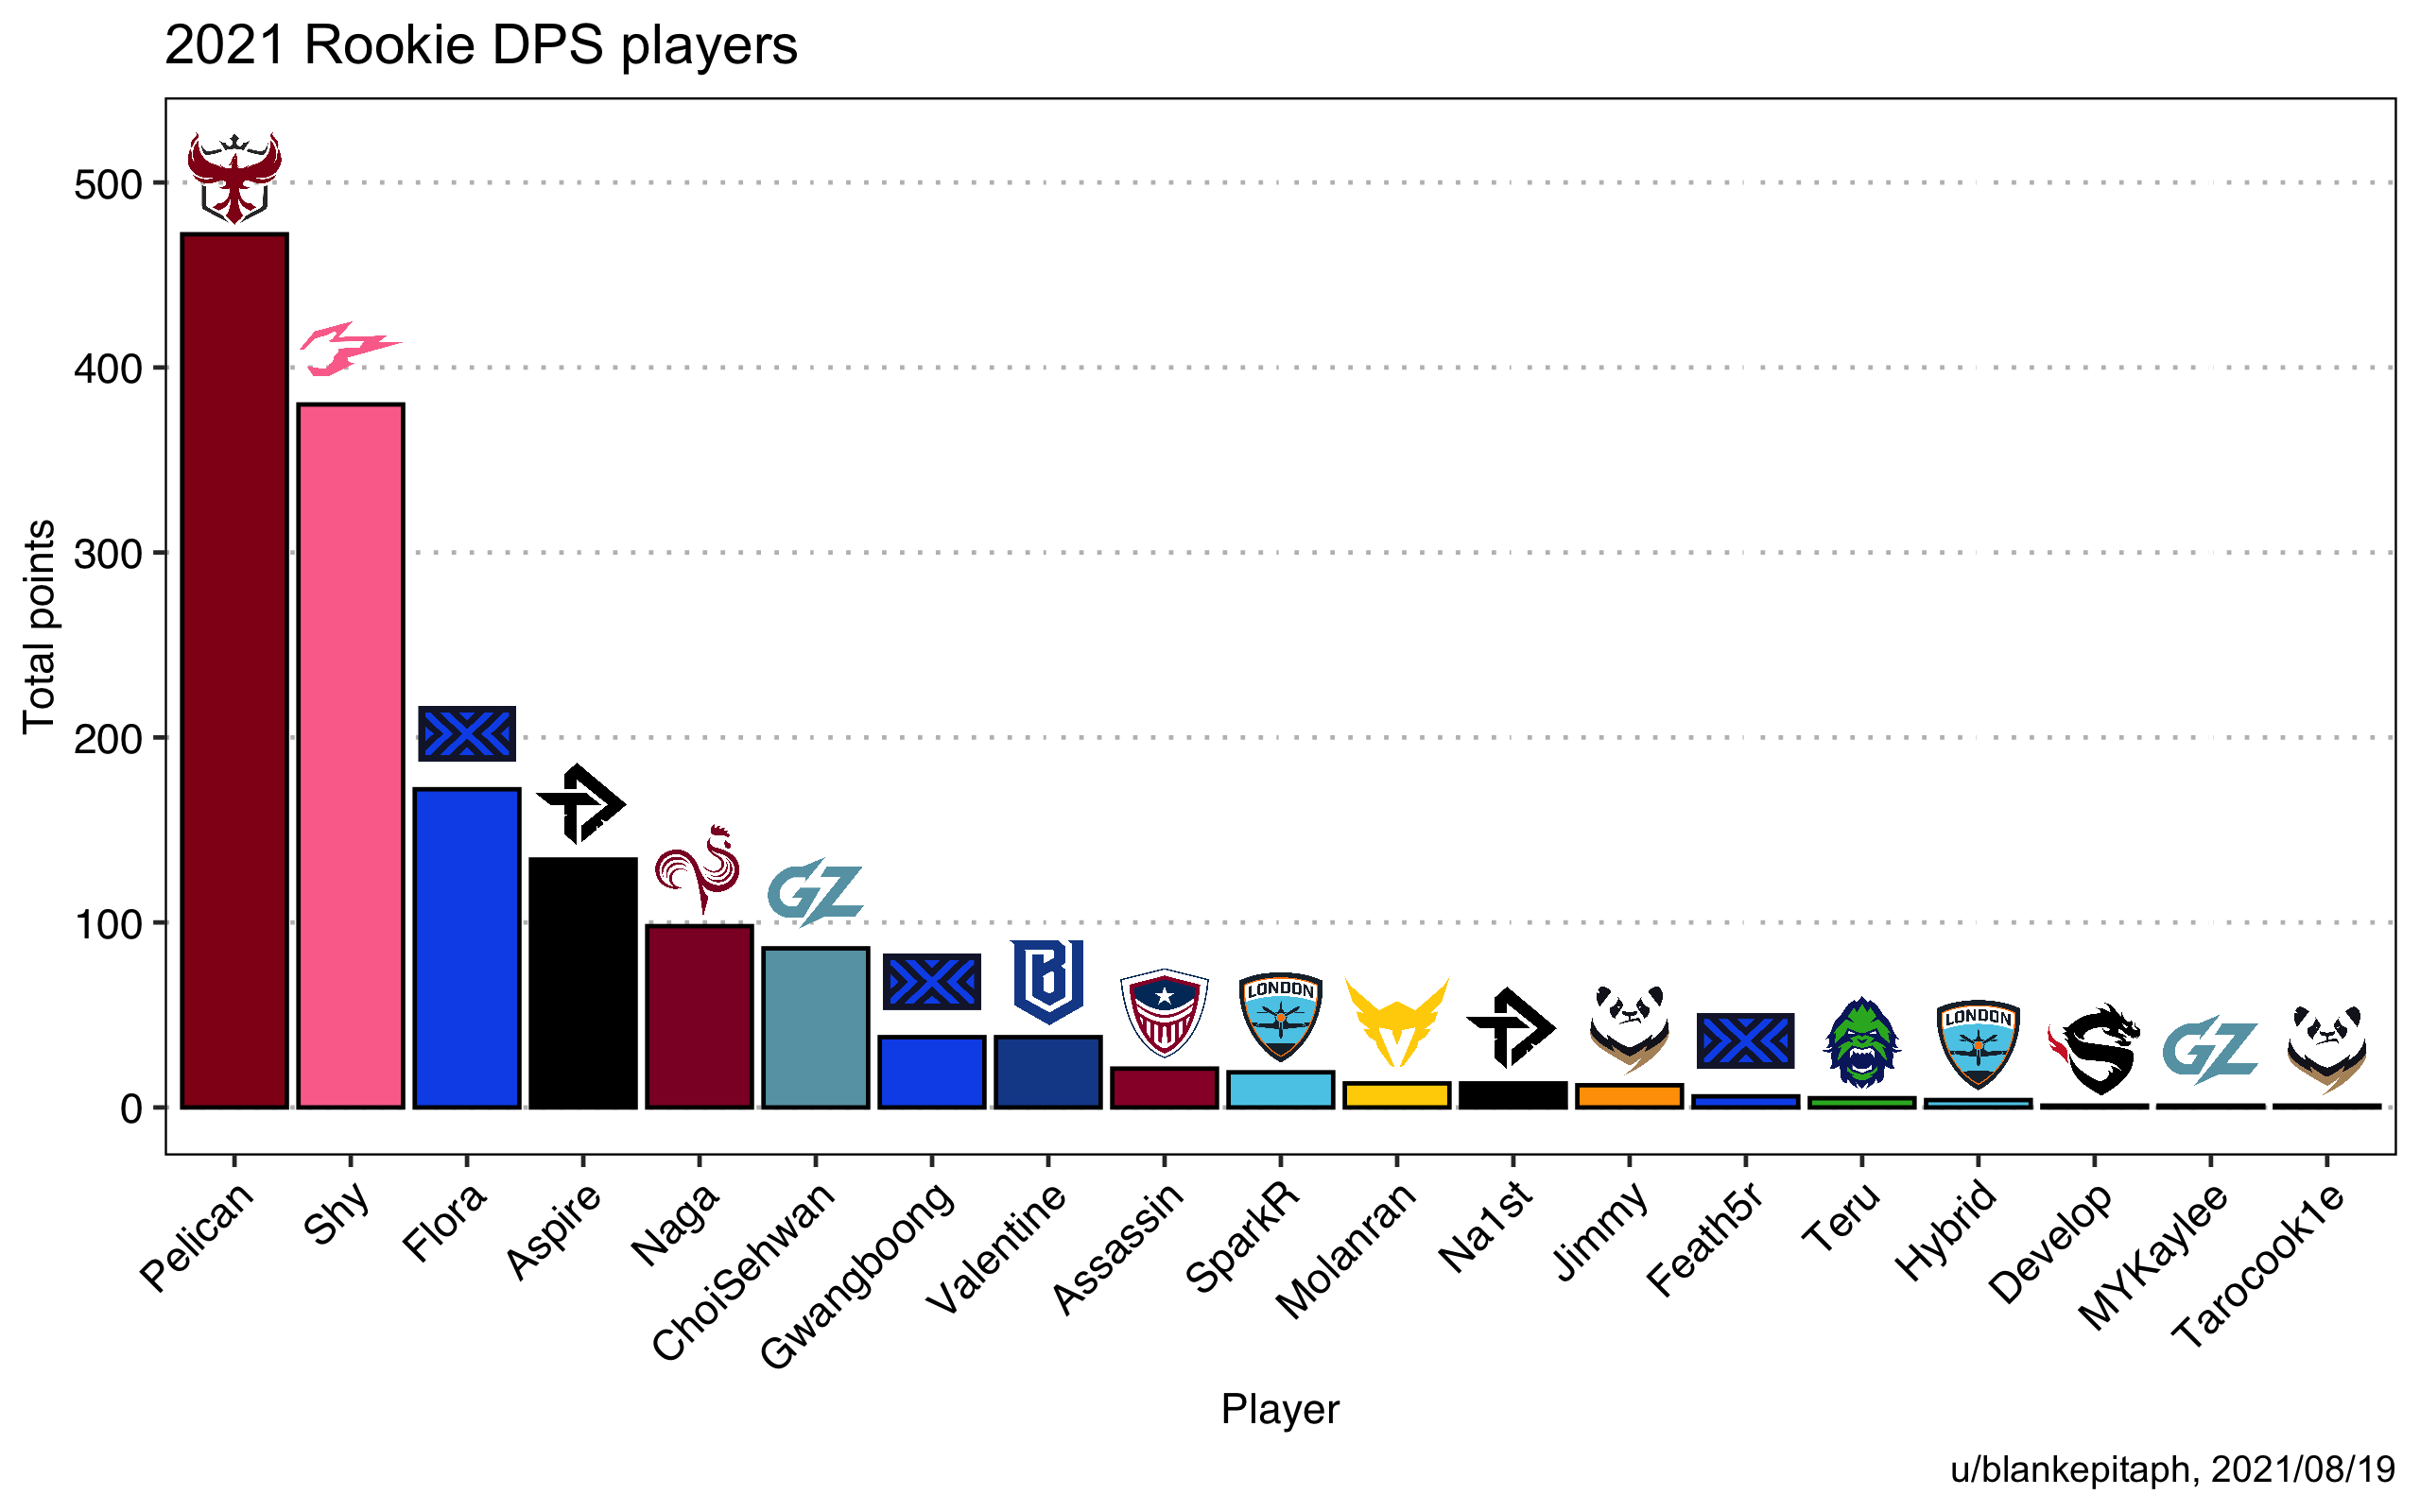 2021 Rookie DPS players
Total points
500
400
300
200
100
0
GZ
LONDON
LONDON
GZ
Pelican
Shy
Flora
Aspire
Naga
ChoiSehwan
Gwangboong
Valentine
Assassin
SparkR
Molanran
Na1st
Jimmy
Feath5r
Teru
Hybrid
Develop
MYKaylee
Tarocook1e
Player
u/blankepitaph, 2021/08/19